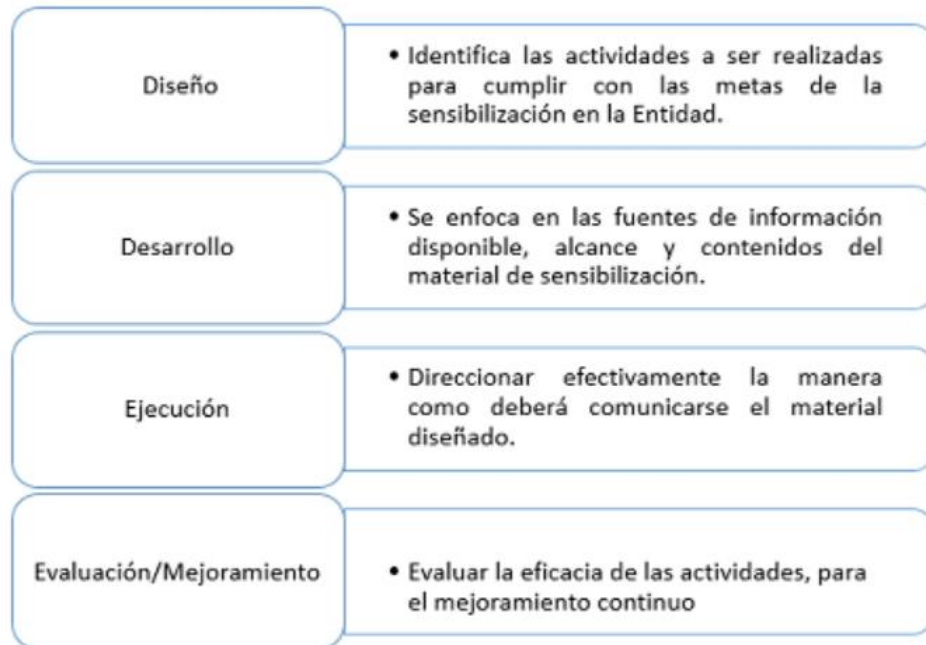 Diseño
• Identifica las actividades a ser realizadas
para cumplir con las metas de la
sensibilización en la Entidad.
Desarrollo
• Se enfoca en las fuentes de información
disponible, alcance y contenidos del
material de sensibilización.
Ejecución
• Direccionar efectivamente la manera
como deberá comunicarse el material
diseñado.
Evaluación/Mejoramiento
• Evaluar la eficacia de las actividades, para
el mejoramiento continuo